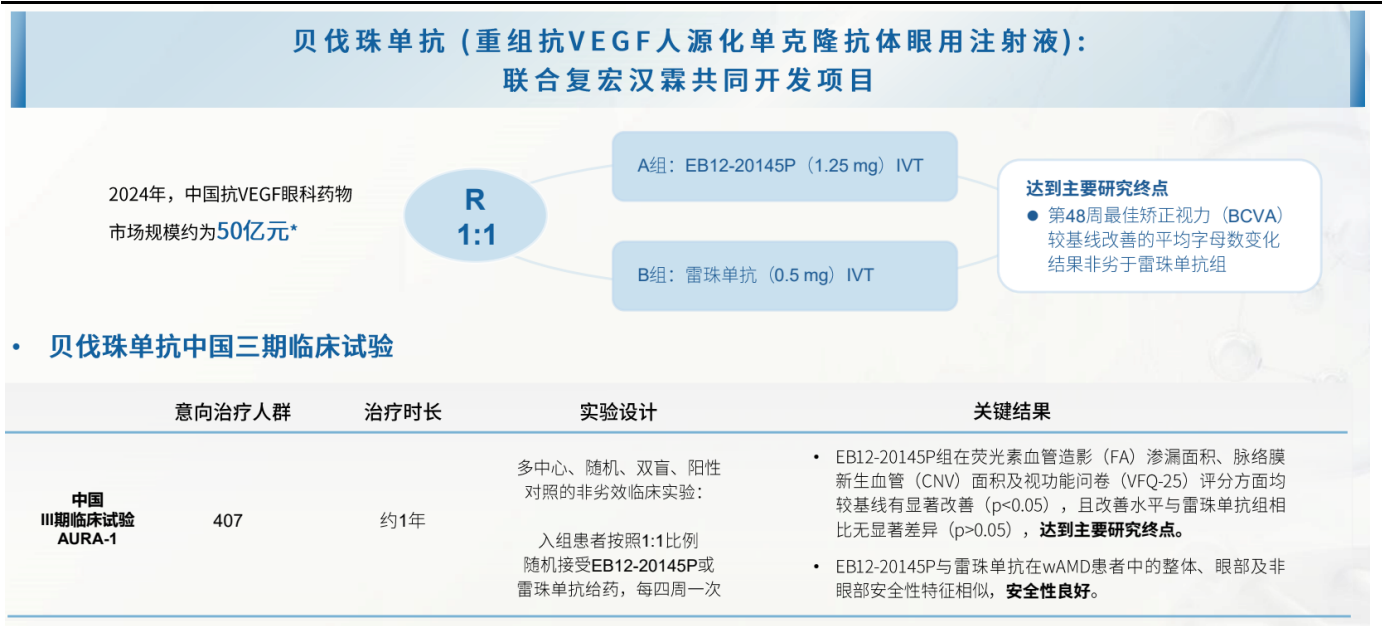 贝伐珠单抗 (重组抗VEGF人源化单克隆抗体眼用注射液):
联合复宏汉霖共同开发项目
2024年，中国抗VEGF眼科药物
市场规模约为50亿元*
R
1:1
A组：EB12-20145P（1.25 mg）IVT
B组：雷珠单抗（0.5 mg）IVT
达到主要研究终点
● 第48周最佳矫正视力（BCVA）
较基线改善的平均字母数变化
结果非劣于雷珠单抗组
• 贝伐珠单抗中国三期临床试验
意向治疗人群 治疗时长 实验设计 关键结果
中国
III期临床试验
AURA-1
407
约1年
多中心、随机、双盲、阳性
对照的非劣效临床实验：
入组患者按照1:1比例
随机接受EB12-20145P或
雷珠单抗给药，每四周一次
• EB12-20145P组在荧光素血管造影（FA）渗漏面积、脉络膜
新生血管（CNV）面积及视功能问卷（VFQ-25）评分方面均
较基线有显著改善（p<0.05），且改善水平与雷珠单抗组相
比无显著差异（p>0.05），达到主要研究终点。
• EB12-20145P与雷珠单抗在wAMD患者中的整体、眼部及非
眼部安全性特征相似，安全性良好。